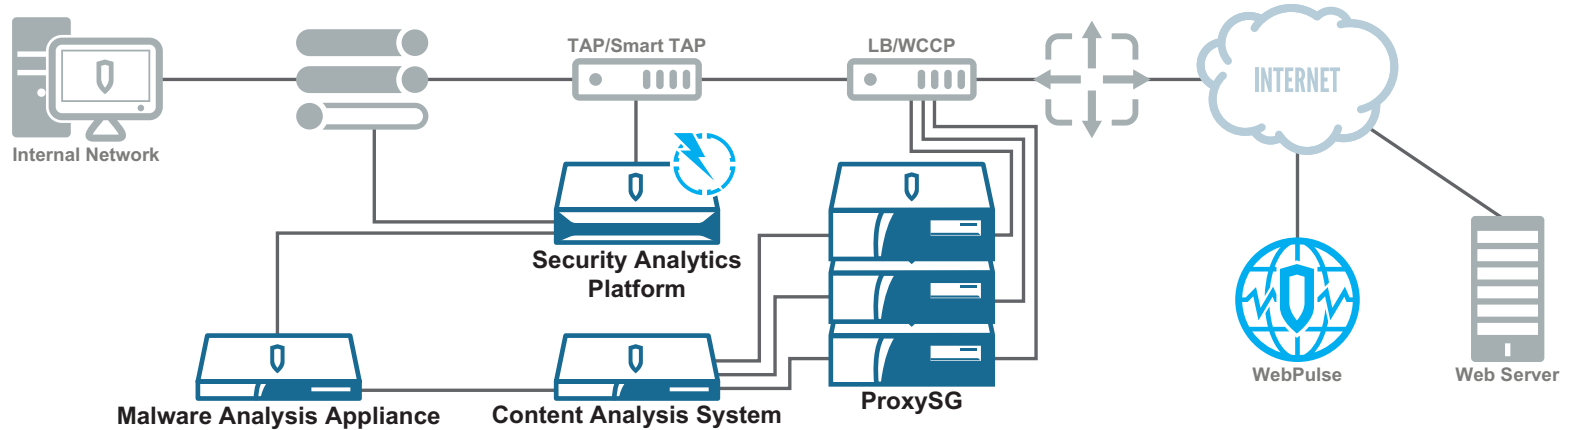 TAP/Smart TAP
LB/WCCP
INTERNET
Internal Network
Security Analytics
Platform
WebPulse
Web Server
ProxySG
Malware Analysis Appliance
Content Analysis System